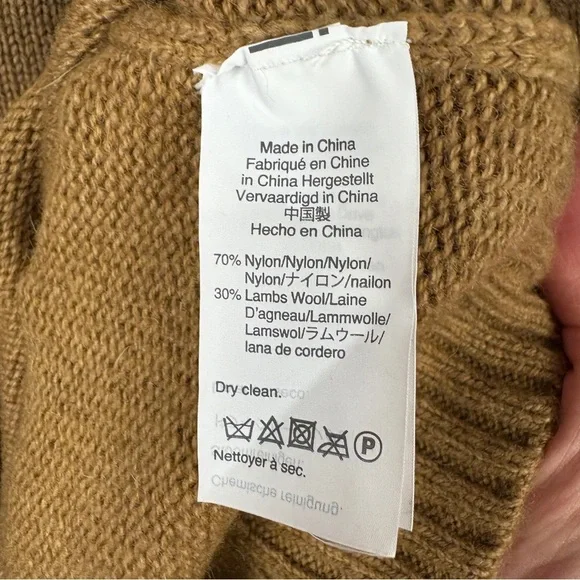 Made in China
Fabriqué en Chine
in China Hergestellt
Vervaardigd in China
中国製
Hecho en China
70% Nylon/Nylon/Nylon/
Nylon/ナイロン/nailon
30% Lambs Wool/Laine
D'agneau/Lammwolle/
Lamswol/ラムウール/
lana de cordero
Dry clean.
P
Nettoyer à sec.
Chemische reinigung.